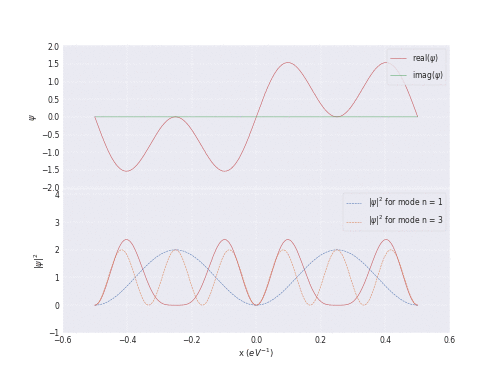 2.0
1.5
1.0
0.5
0.0
−0.5
−1.0
−1.5
−2.0
ψ
real(ψ)
imag(ψ)
4
3
2
1
0
−1
|ψ|²
|ψ|² for mode n = 1
|ψ|² for mode n = 3
−0.6 −0.4 −0.2 0.0 0.2 0.4 0.6
x (eV⁻¹)